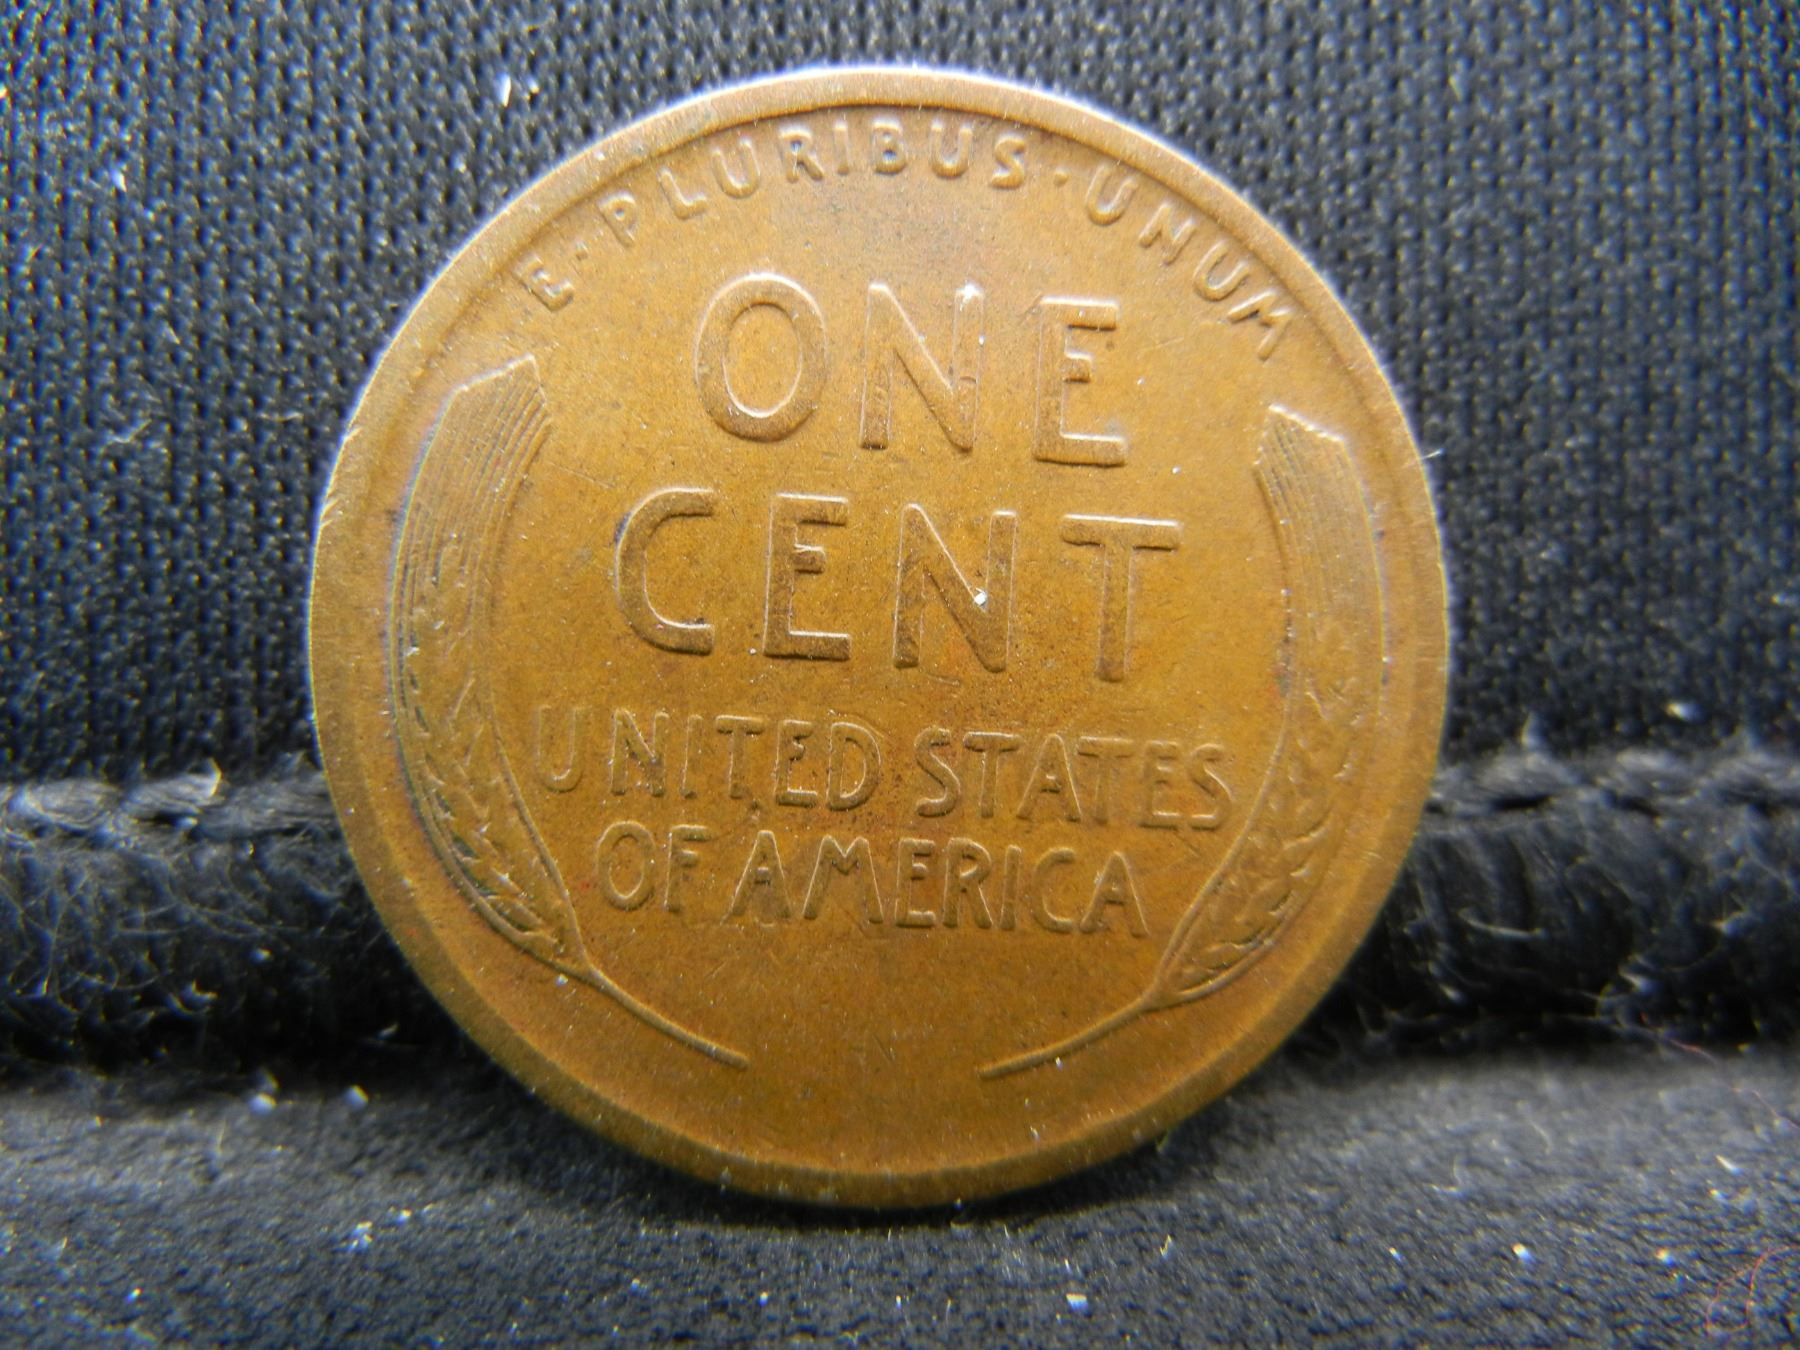 E·PLURIBUS·UNUM
ONE
CENT
UNITED STATES
OF AMERICA